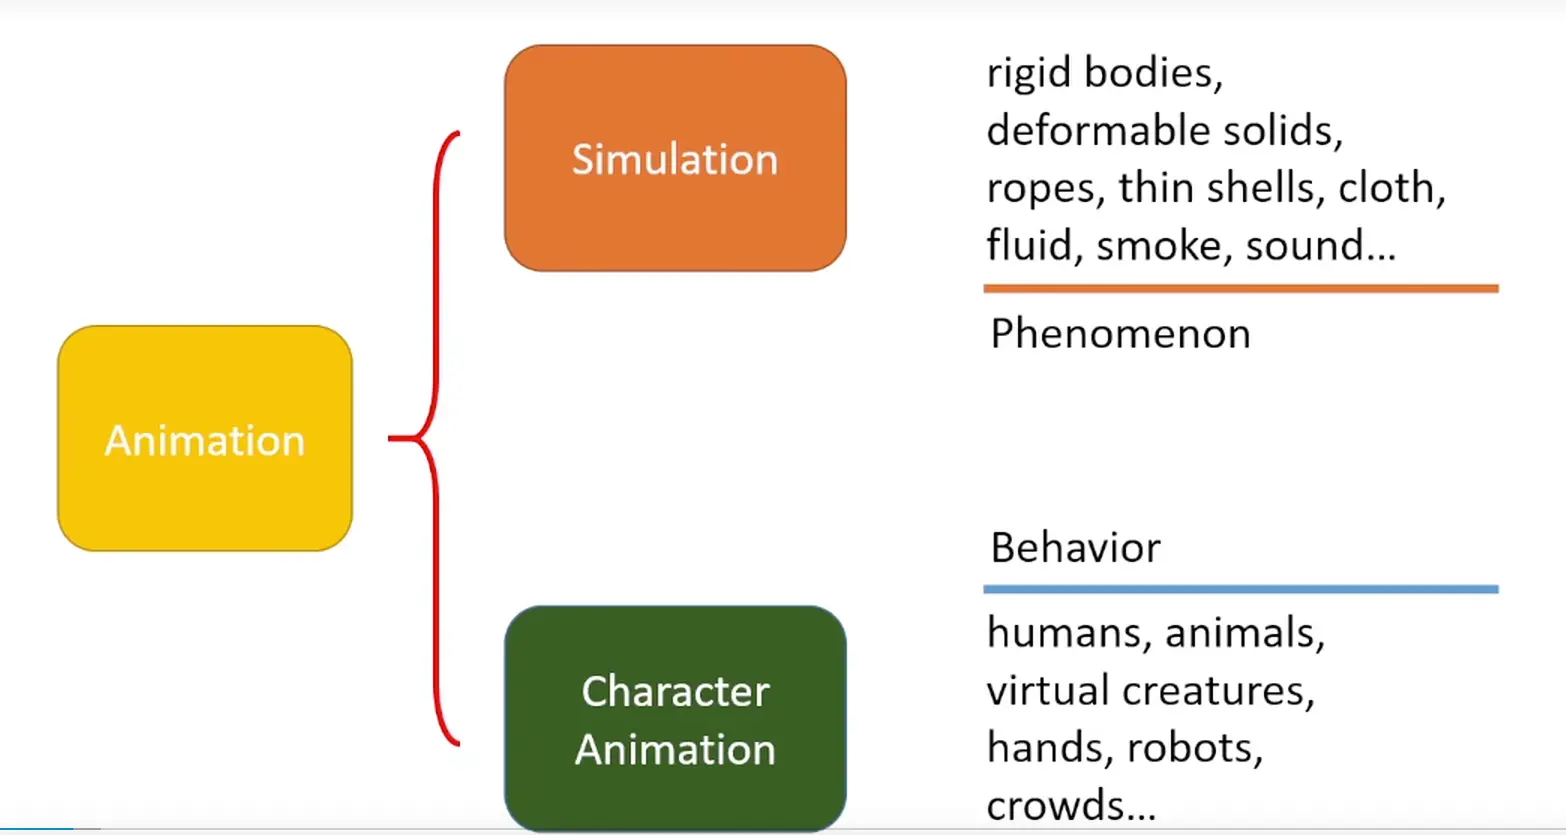 Animation
Simulation
rigid bodies,
deformable solids,
ropes, thin shells, cloth,
fluid, smoke, sound...
Phenomenon
Character
Animation
Behavior
humans, animals,
virtual creatures,
hands, robots,
crowds...